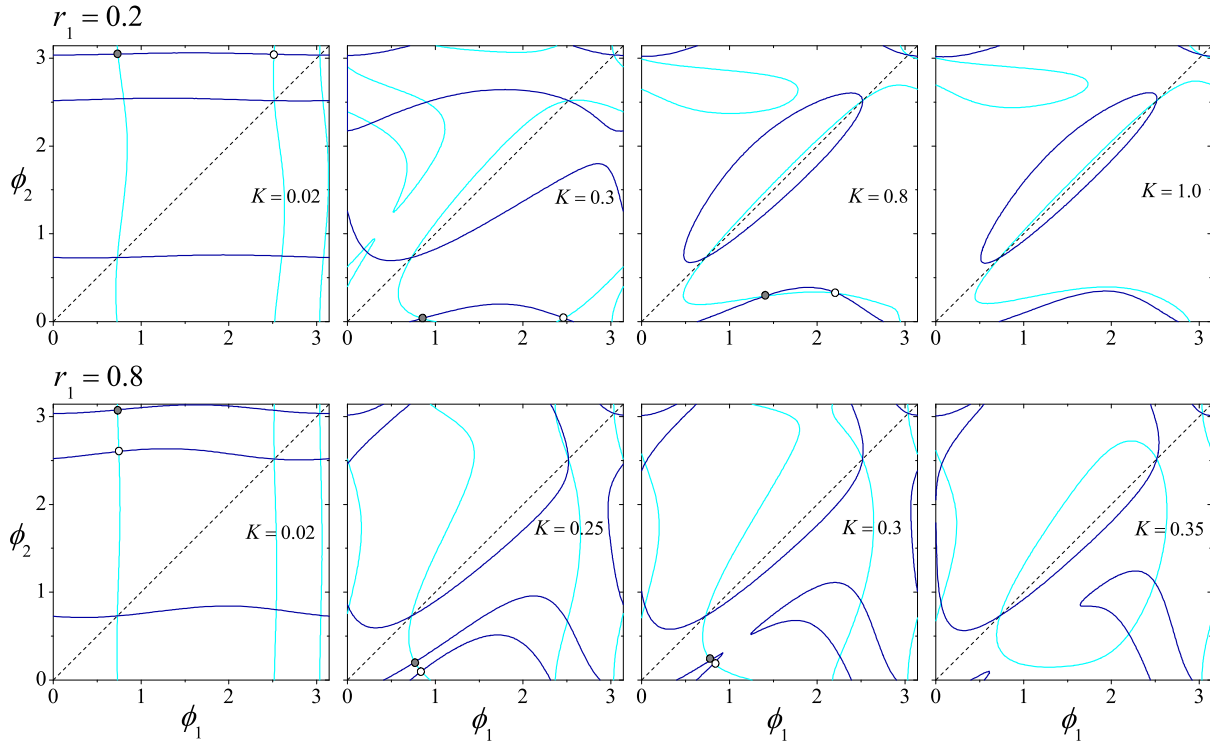 r₁ = 0.2
3
2
1
0
ϕ₂
K = 0.02
K = 0.3
K = 0.8
K = 1.0
0 1 2 3 0 1 2 3 0 1 2 3 0 1 2 3
r₁ = 0.8
3
2
1
0
ϕ₂
K = 0.02
K = 0.25
K = 0.3
K = 0.35
0 1 2 3 0 1 2 3 0 1 2 3 0 1 2 3
ϕ₁ ϕ₁ ϕ₁ ϕ₁